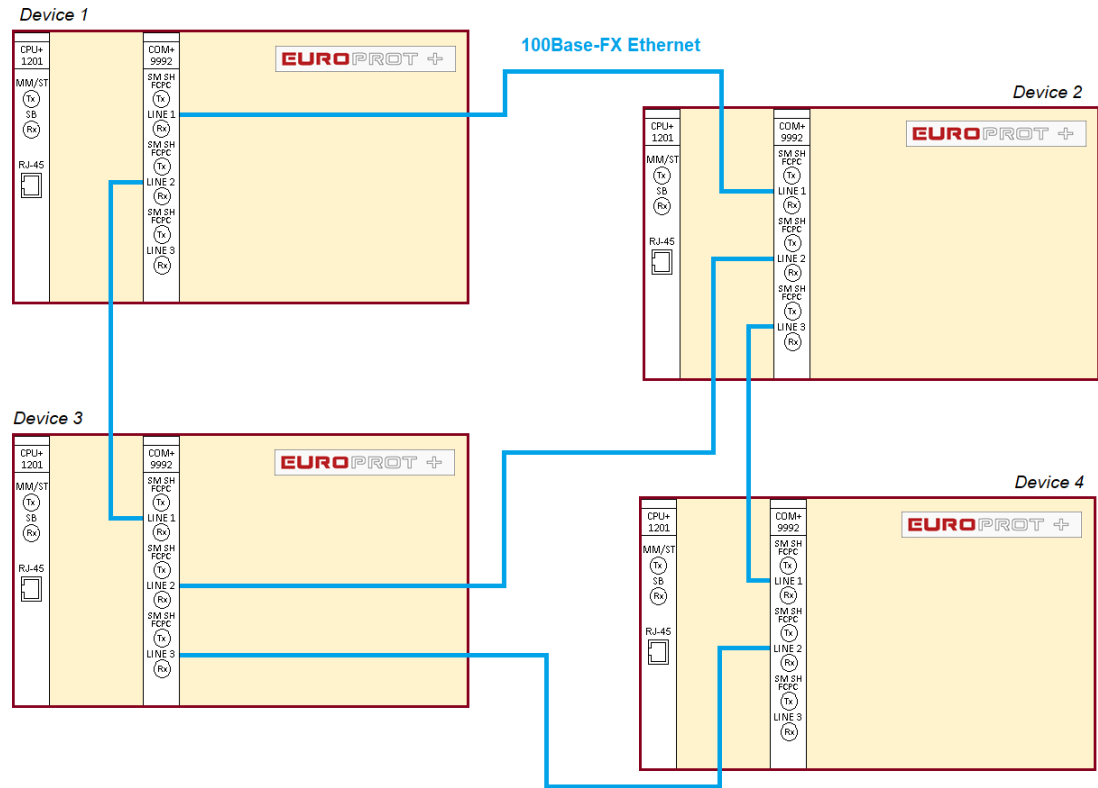 Device 1
CPU+
1201
MM/ST
Tx
SB
Rx
RJ-45
COM+
9992
SM SH
FCPC
Tx
LINE 1
Rx
SM SH
FCPC
Tx
LINE 2
Rx
SM SH
FCPC
Tx
LINE 3
Rx
EUROPROT +
100Base-FX Ethernet
Device 2
CPU+
1201
MM/ST
Tx
SB
Rx
RJ-45
COM+
9992
SM SH
FCPC
Tx
LINE 1
Rx
SM SH
FCPC
Tx
LINE 2
Rx
SM SH
FCPC
Tx
LINE 3
Rx
EUROPROT +
Device 3
CPU+
1201
MM/ST
Tx
SB
Rx
RJ-45
COM+
9992
SM SH
FCPC
Tx
LINE 1
Rx
SM SH
FCPC
Tx
LINE 2
Rx
SM SH
FCPC
Tx
LINE 3
Rx
EUROPROT +
Device 4
CPU+
1201
MM/ST
Tx
SB
Rx
RJ-45
COM+
9992
SM SH
FCPC
Tx
LINE 1
Rx
SM SH
FCPC
Tx
LINE 2
Rx
SM SH
FCPC
Tx
LINE 3
Rx
EUROPROT +